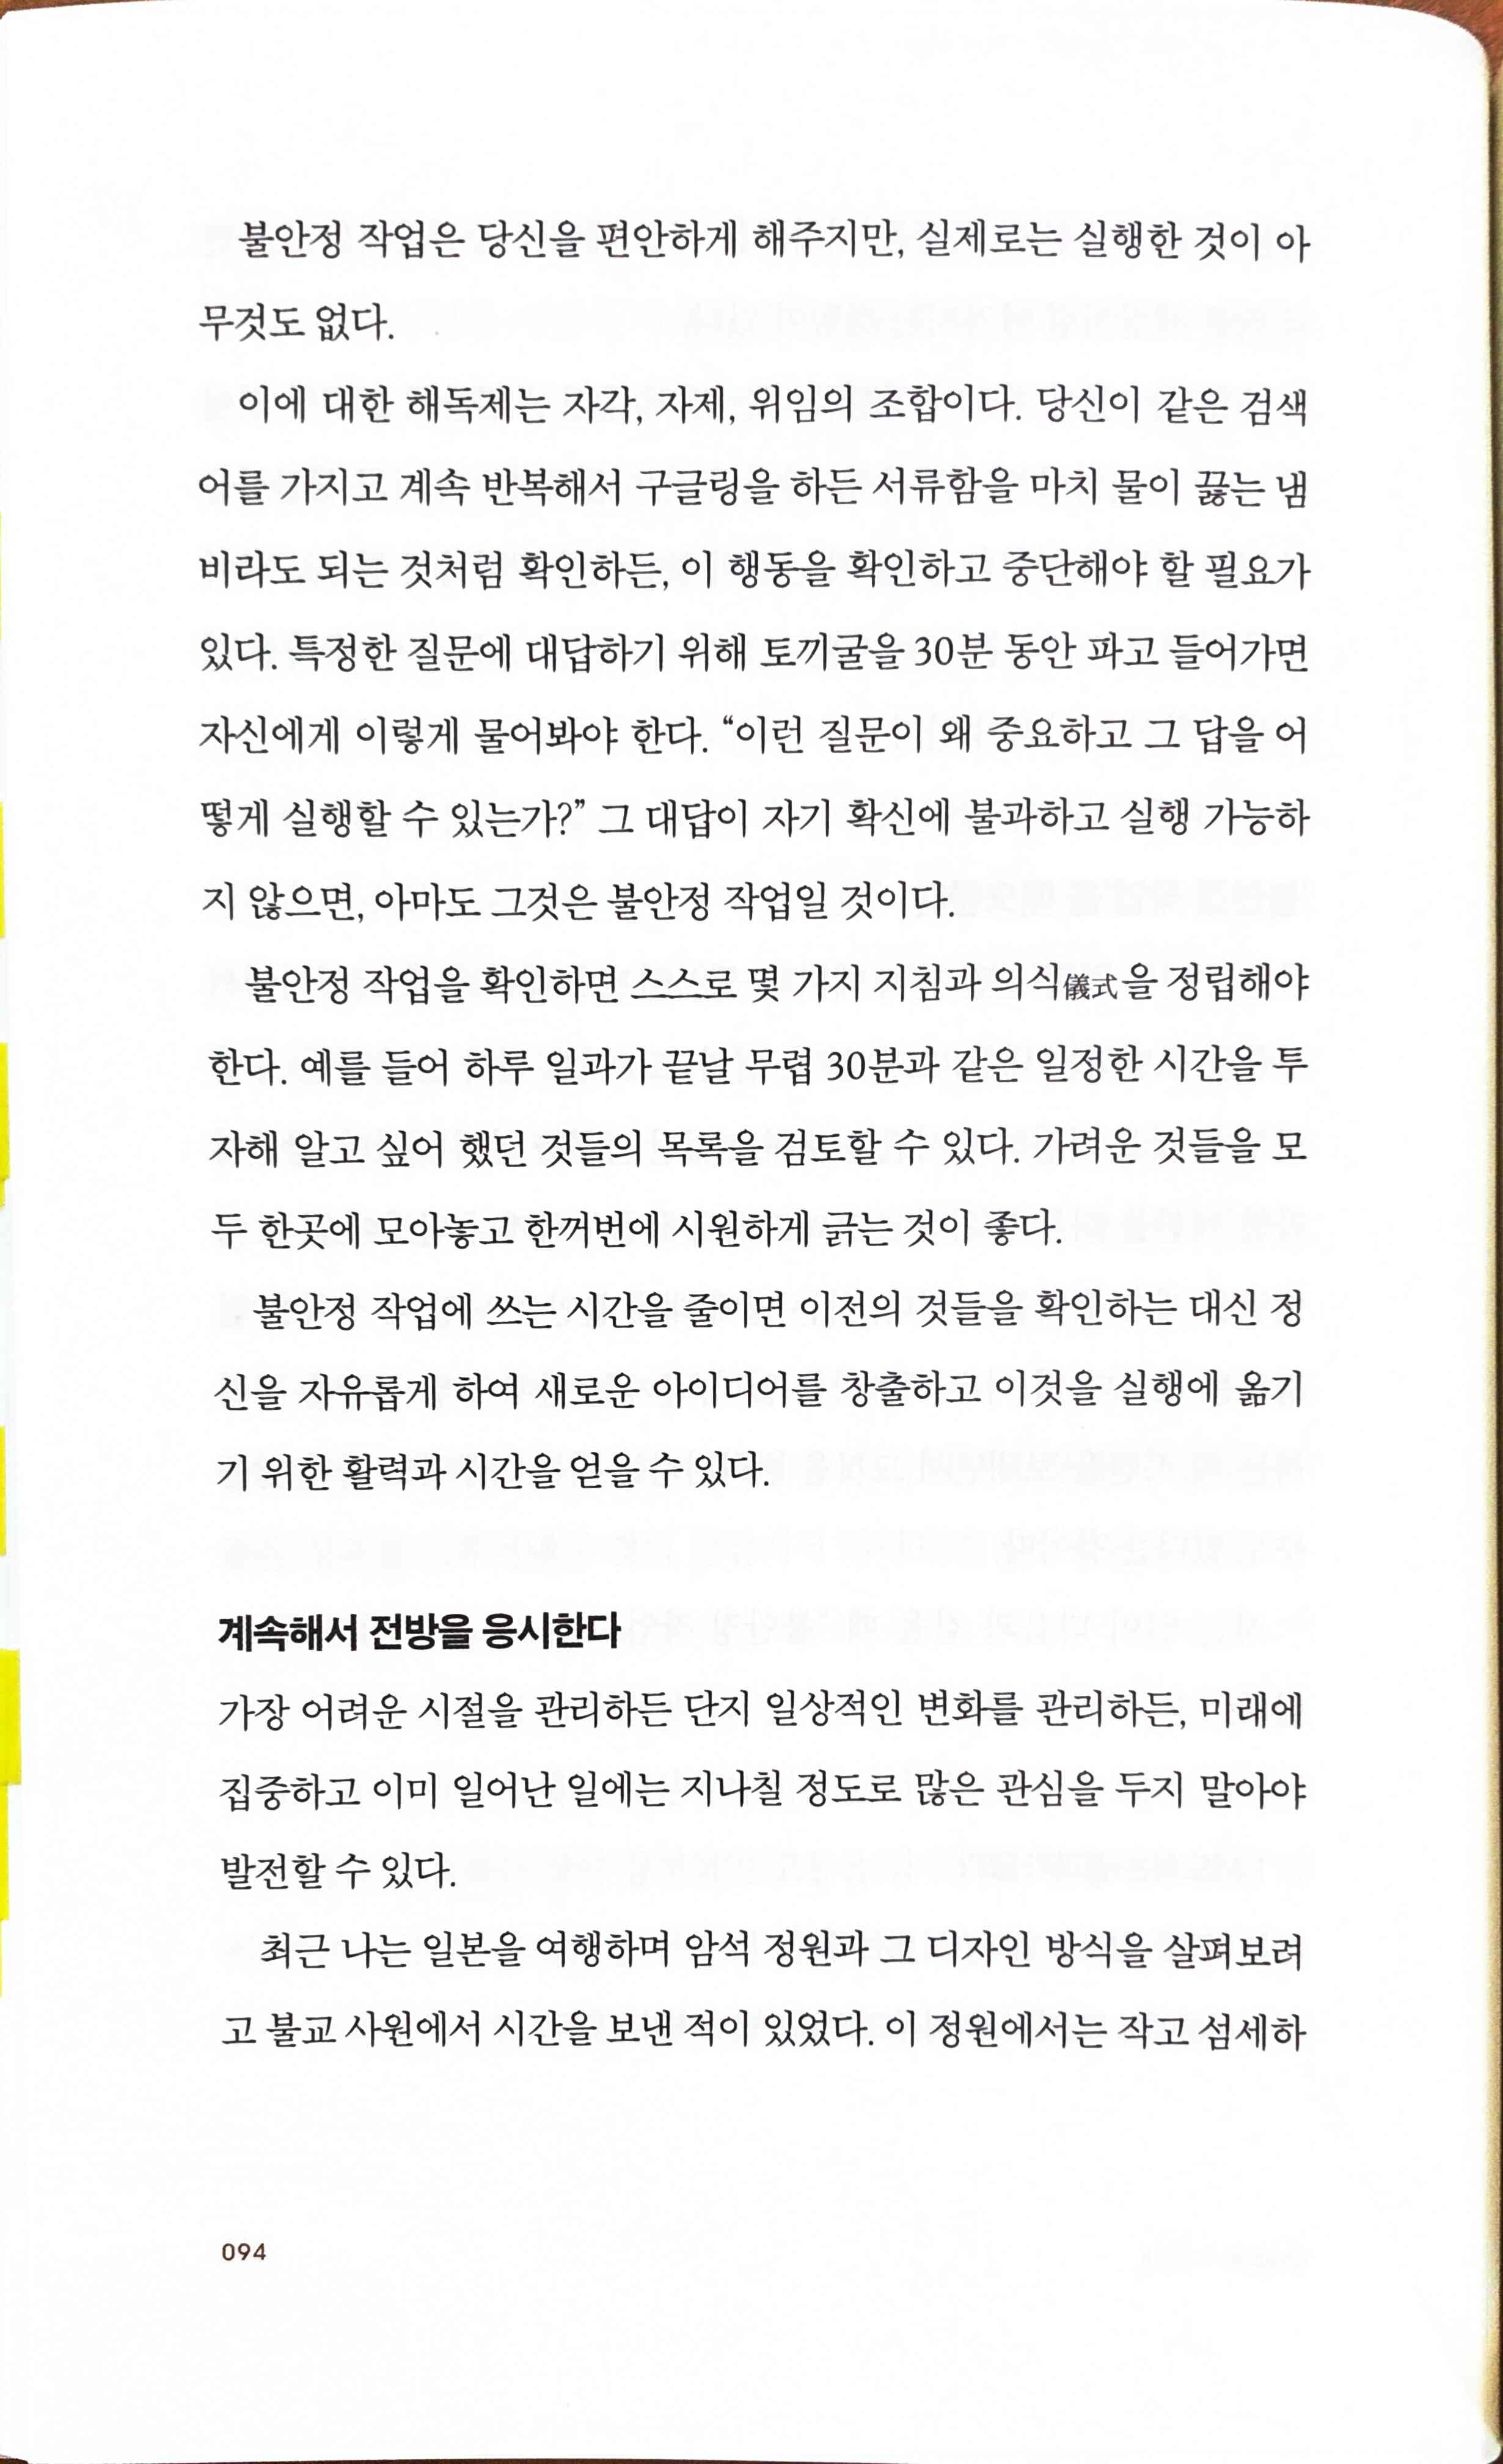 불안정 작업은 당신을 편안하게 해주지만, 실제로는 실행한 것이 아
무것도 없다.
이에 대한 해독제는 자각, 자제, 위임의 조합이다. 당신이 같은 검색
어를 가지고 계속 반복해서 구글링을 하든 서류함을 마치 물이 끓는 냄
비라도 되는 것처럼 확인하든, 이 행동을 확인하고 중단해야 할 필요가
있다. 특정한 질문에 대답하기 위해 토끼굴을 30분 동안 파고 들어가면
자신에게 이렇게 물어봐야 한다. “이런 질문이 왜 중요하고 그 답을 어
떻게 실행할 수 있는가?” 그 대답이 자기 확신에 불과하고 실행 가능하
지 않으면, 아마도 그것은 불안정 작업일 것이다.
불안정 작업을 확인하면 스스로 몇 가지 지침과 의식儀式을 정립해야
한다. 예를 들어 하루 일과가 끝날 무렵 30분과 같은 일정한 시간을 투
자해 알고 싶어 했던 것들의 목록을 검토할 수 있다. 가려운 것들을 모
두 한곳에 모아놓고 한꺼번에 시원하게 긁는 것이 좋다.
불안정 작업에 쓰는 시간을 줄이면 이전의 것들을 확인하는 대신 정
신을 자유롭게 하여 새로운 아이디어를 창출하고 이것을 실행에 옮기
기 위한 활력과 시간을 얻을 수 있다.
계속해서 전방을 응시한다
가장 어려운 시절을 관리하든 단지 일상적인 변화를 관리하든, 미래에
집중하고 이미 일어난 일에는 지나칠 정도로 많은 관심을 두지 말아야
발전할 수 있다.
최근 나는 일본을 여행하며 암석 정원과 그 디자인 방식을 살펴보려
고 불교 사원에서 시간을 보낸 적이 있었다. 이 정원에서는 작고 섬세하
094